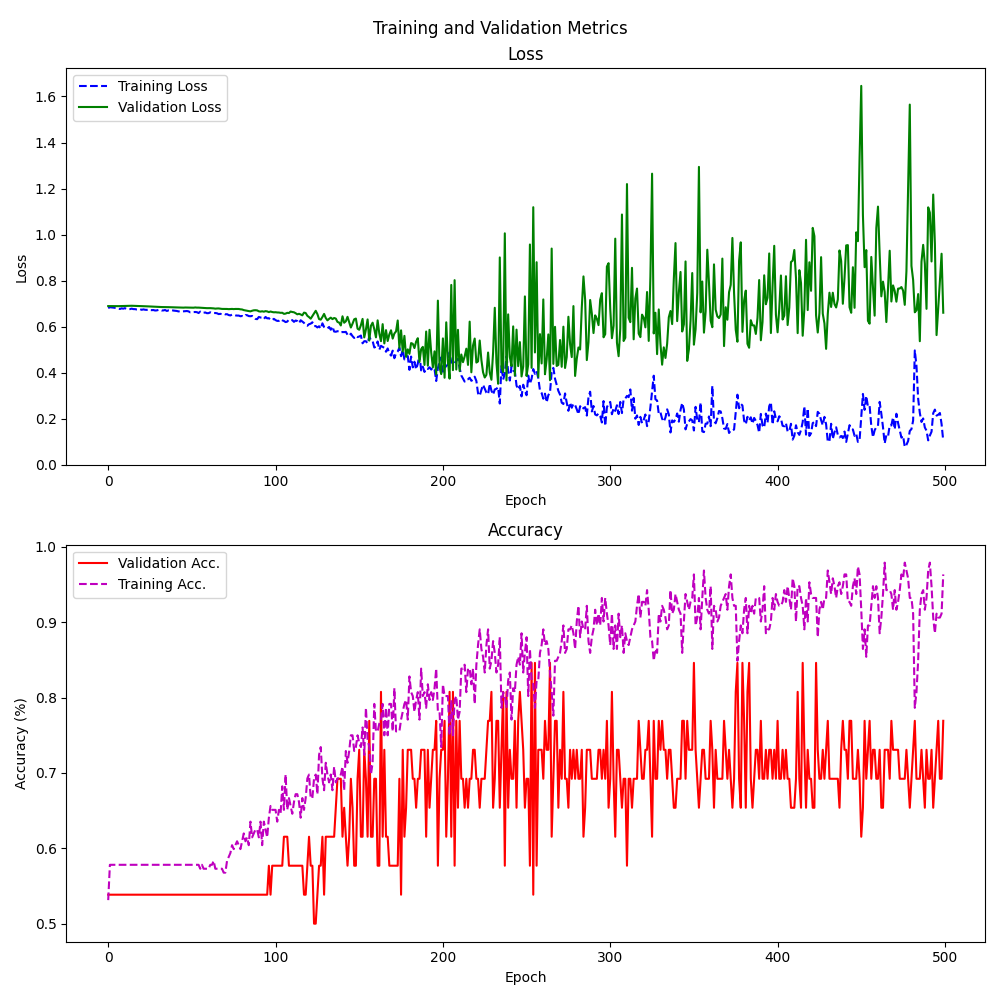 Training and Validation Metrics
Loss
Training Loss
Validation Loss
1.6
1.4
1.2
1.0
0.8
0.6
0.4
0.2
0.0
Loss
0 100 200 300 400 500
Epoch
Accuracy
Validation Acc.
Training Acc.
1.0
0.9
0.8
0.7
0.6
0.5
Accuracy (%)
0 100 200 300 400 500
Epoch